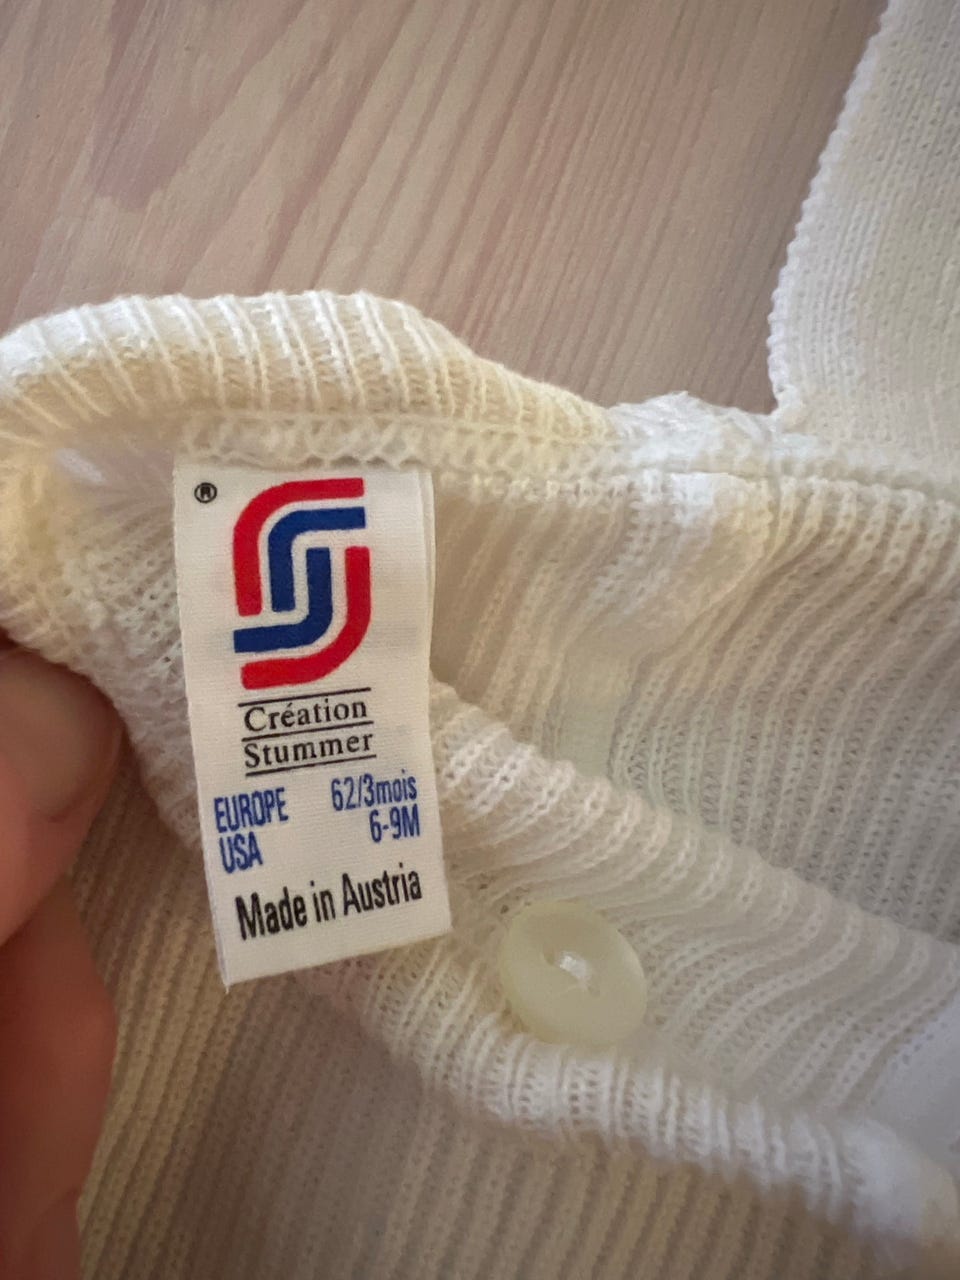 ®
Création
Stummer
EUROPE 62/3mois
USA 6-9M
Made in Austria